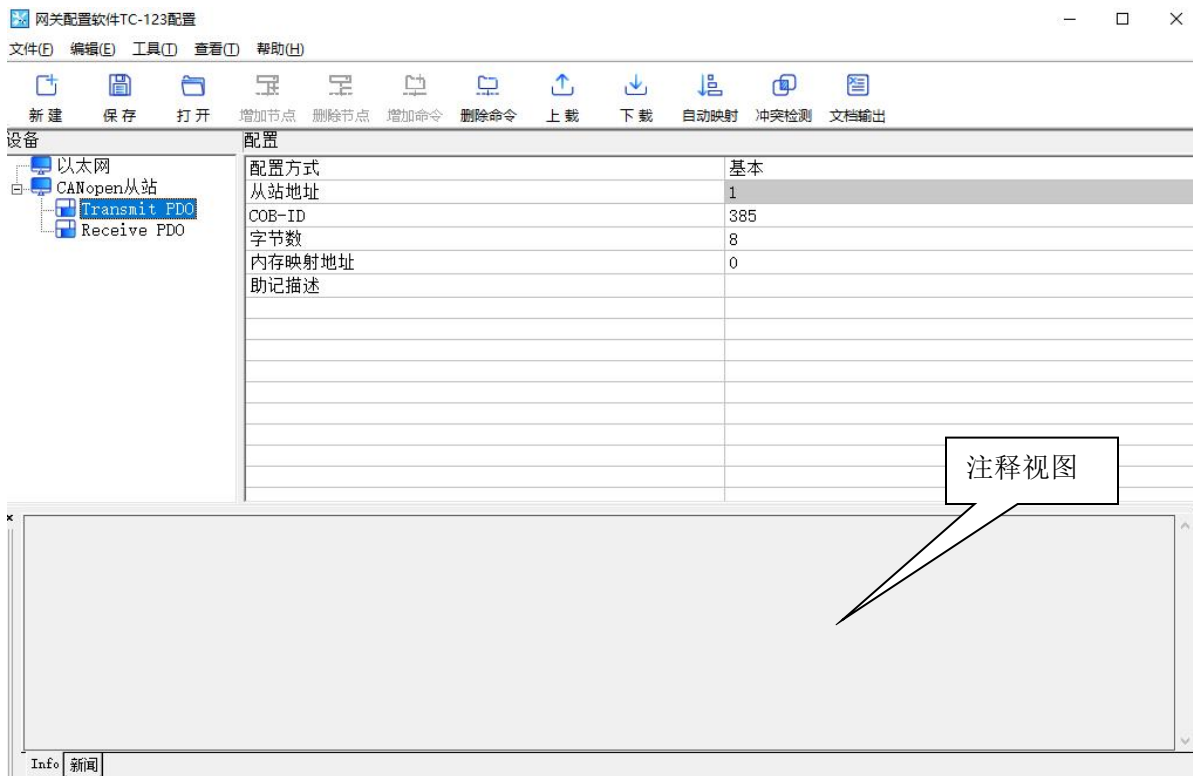 网关配置软件TC-123配置
文件(F) 编辑(E) 工具(T) 查看(T) 帮助(H)
新建 保存 打开 增加节点 删除节点 增加命令 删除命令 上载 下载 自动映射 冲突检测 文档输出
设备 配置
以太网
CANopen从站
Transmit PDO
Receive PDO
配置方式 基本
从站地址 1
COB-ID 385
字节数 8
内存映射地址 0
助记描述
注释视图
Info 新闻